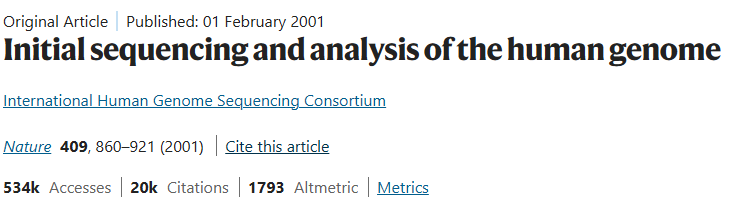 Original Article | Published: 01 February 2001
Initial sequencing and analysis of the human genome
International Human Genome Sequencing Consortium
Nature 409, 860–921 (2001) | Cite this article
534k Accesses | 20k Citations | 1793 Altmetric | Metrics